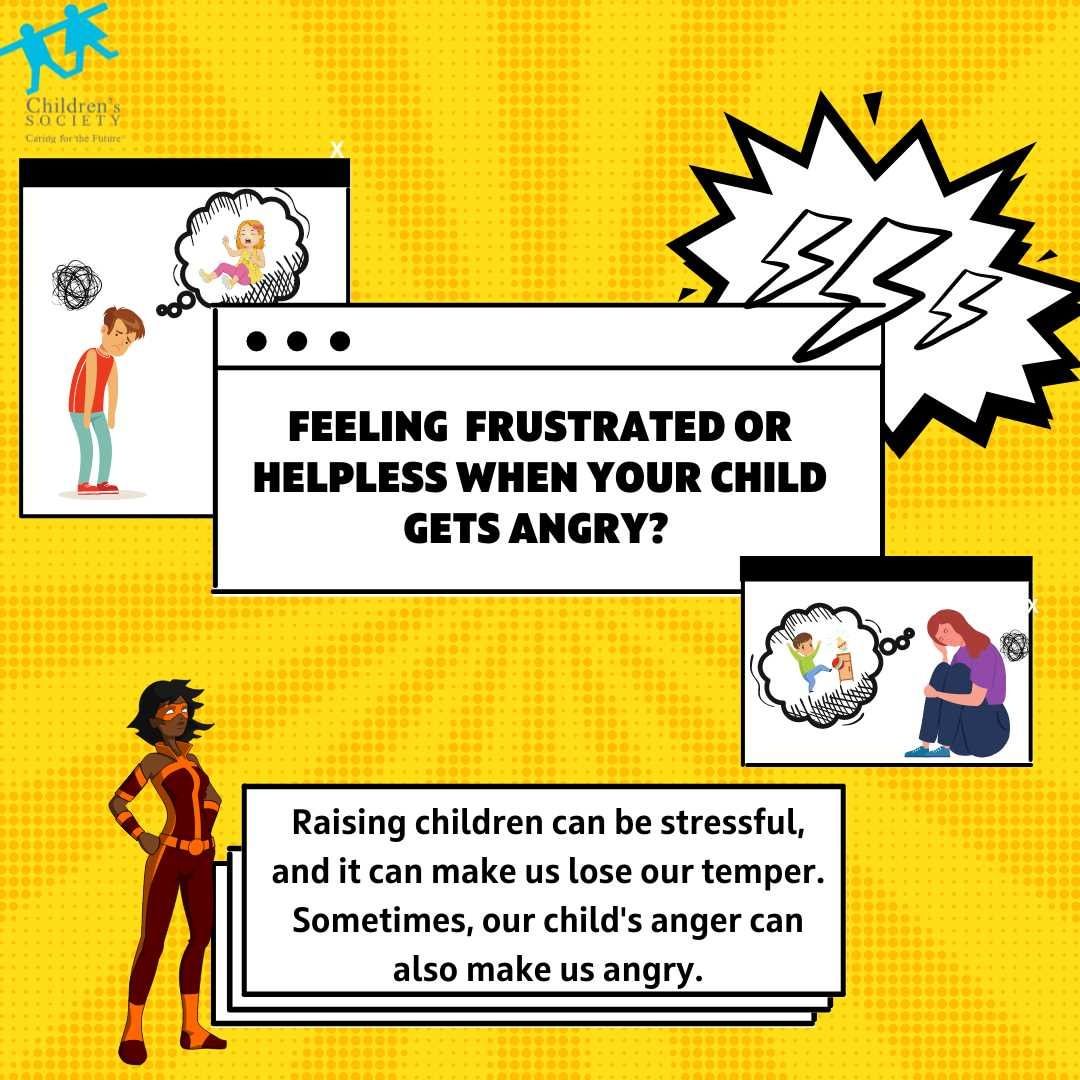 Children's
SOCIETY
Caring for the Future
X
FEELING FRUSTRATED OR
HELPLESS WHEN YOUR CHILD
GETS ANGRY?
X
Raising children can be stressful,
and it can make us lose our temper.
Sometimes, our child's anger can
also make us angry.